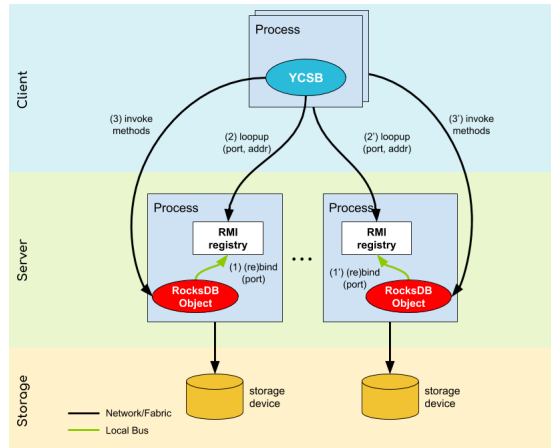 Client
Process
YCSB
(3) invoke
methods
(2) loopup
(port, addr)
(2') loopup
(port, addr)
(3') invoke
methods
Server
Process
RMI
registry
(1) (re)bind
(port)
RocksDB
Object
...
Process
RMI
registry
(1') (re)bind
(port)
RocksDB
Object
Storage
storage
device
storage
device
Network/Fabric
Local Bus